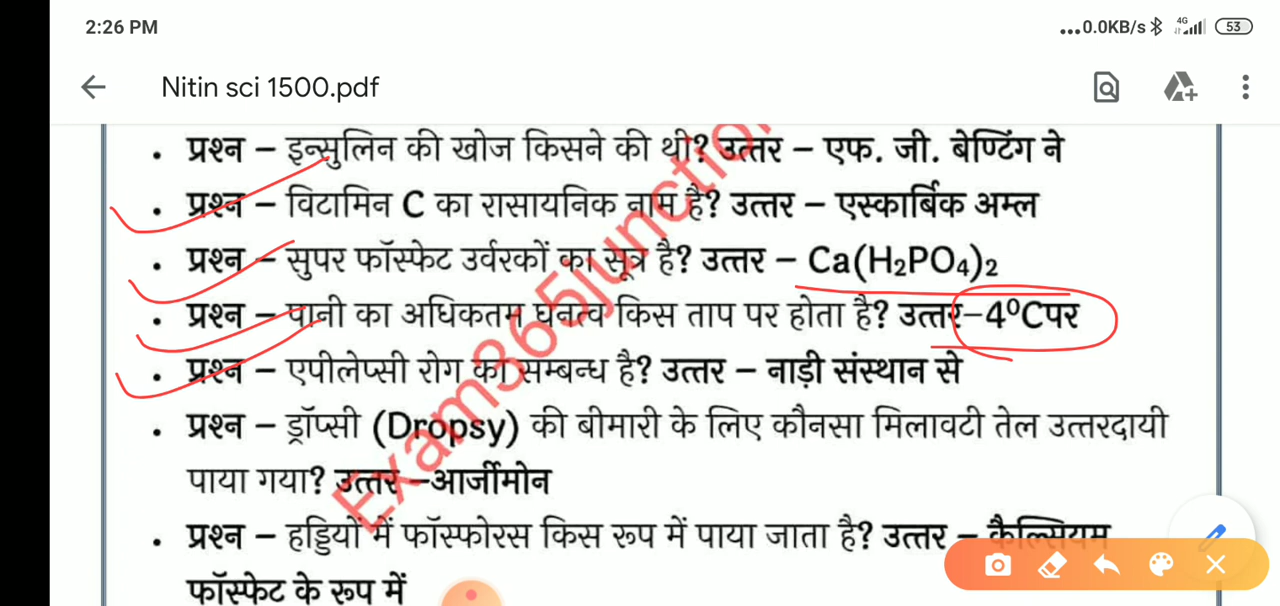 2:26 PM ...0.0KB/s 4G 53
Nitin sci 1500.pdf
• प्रश्न – इन्सुलिन की खोज किसने की थी? उत्तर – एफ. जी. बेण्टिंग ने
• प्रश्न – विटामिन C का रासायनिक नाम है? उत्तर – एस्कार्बिक अम्ल
• प्रश्न – सुपर फॉस्फेट उर्वरकों का सूत्र है? उत्तर – Ca(H₂PO₄)₂
• प्रश्न – पानी का अधिकतम घनत्व किस ताप पर होता है? उत्तर–4⁰Cपर
• प्रश्न – एपीलेप्सी रोग का सम्बन्ध है? उत्तर – नाड़ी संस्थान से
• प्रश्न – ड्रॉप्सी (Dropsy) की बीमारी के लिए कौनसा मिलावटी तेल उत्तरदायी
पाया गया? उत्तर –आर्जीमोन
• प्रश्न – हड्डियों में फॉस्फोरस किस रूप में पाया जाता है? उत्तर – कैल्सियम
फॉस्फेट के रूप में
Exam365junction